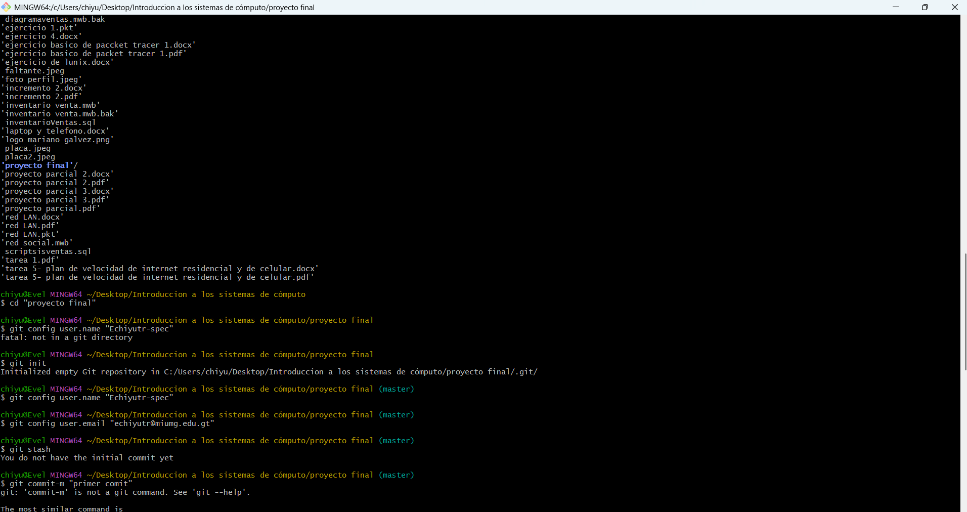 MINGW64:/c/Users/chiyu/Desktop/Introduccion a los sistemas de cómputo/proyecto final
diagramaventas.mwb.bak
'ejercicio 1.pkt'
'ejercicio 4.docx'
'ejercicio basico de paccket tracer 1.docx'
'ejercicio basico de packet tracer 1.pdf'
'ejercicio de lunix.docx'
faltante.jpeg
'foto perfil.jpeg'
'incremento 2.docx'
'incremento 2.pdf'
'inventario venta.mwb'
'inventario venta.mwb.bak'
inventarioVentas.sql
'laptop y telefono.docx'
'logo mariano galvez.png'
placa.jpeg
placa2.jpeg
'proyecto final'/
'proyecto parcial 2.docx'
'proyecto parcial 2.pdf'
'proyecto parcial 3.docx'
'proyecto parcial 3.pdf'
'proyecto parcial.pdf'
'red LAN.docx'
'red LAN.pdf'
'red LAN.pkt'
'red social.mwb'
scriptsisventas.sql
'tarea 1.pdf'
'tarea 5- plan de velocidad de internet residencial y de celular.docx'
'tarea 5- plan de velocidad de internet residencial y de celular.pdf'
chiyu@Evel MINGW64 ~/Desktop/Introduccion a los sistemas de cómputo
$ cd "proyecto final"
chiyu@Evel MINGW64 ~/Desktop/Introduccion a los sistemas de cómputo/proyecto final
$ git config user.name "Echiyutr-spec"
fatal: not in a git directory
chiyu@Evel MINGW64 ~/Desktop/Introduccion a los sistemas de cómputo/proyecto final
$ git init
Initialized empty Git repository in C:/Users/chiyu/Desktop/Introduccion a los sistemas de cómputo/proyecto final/.git/
chiyu@Evel MINGW64 ~/Desktop/Introduccion a los sistemas de cómputo/proyecto final (master)
$ git config user.name "Echiyutr-spec"
chiyu@Evel MINGW64 ~/Desktop/Introduccion a los sistemas de cómputo/proyecto final (master)
$ git config user.email "echiyutr@miumg.edu.gt"
chiyu@Evel MINGW64 ~/Desktop/Introduccion a los sistemas de cómputo/proyecto final (master)
$ git stash
You do not have the initial commit yet
chiyu@Evel MINGW64 ~/Desktop/Introduccion a los sistemas de cómputo/proyecto final (master)
$ git commit-m "primer comit"
git: 'commit-m' is not a git command. See 'git --help'.
The most similar command is